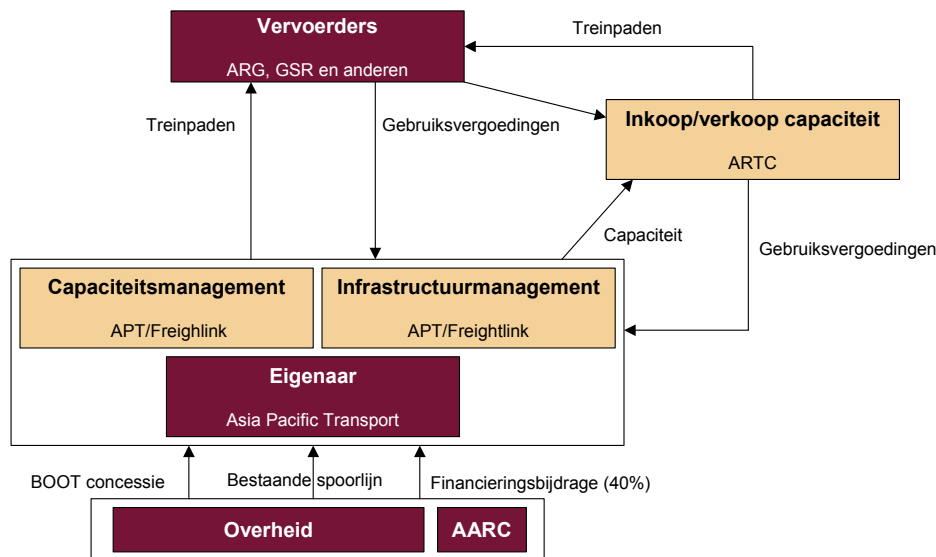 Vervoerders
ARG, GSR en anderen
Treinpaden
Inkoop/verkoop capaciteit
ARTC
Treinpaden
Gebruiksvergoedingen
Capaciteit
Gebruiksvergoedingen
Capaciteitsmanagement
APT/Freighlink
Infrastructuurmanagement
APT/Freightlink
Eigenaar
Asia Pacific Transport
BOOT concessie
Bestaande spoorlijn
Financieringsbijdrage (40%)
Overheid
AARC